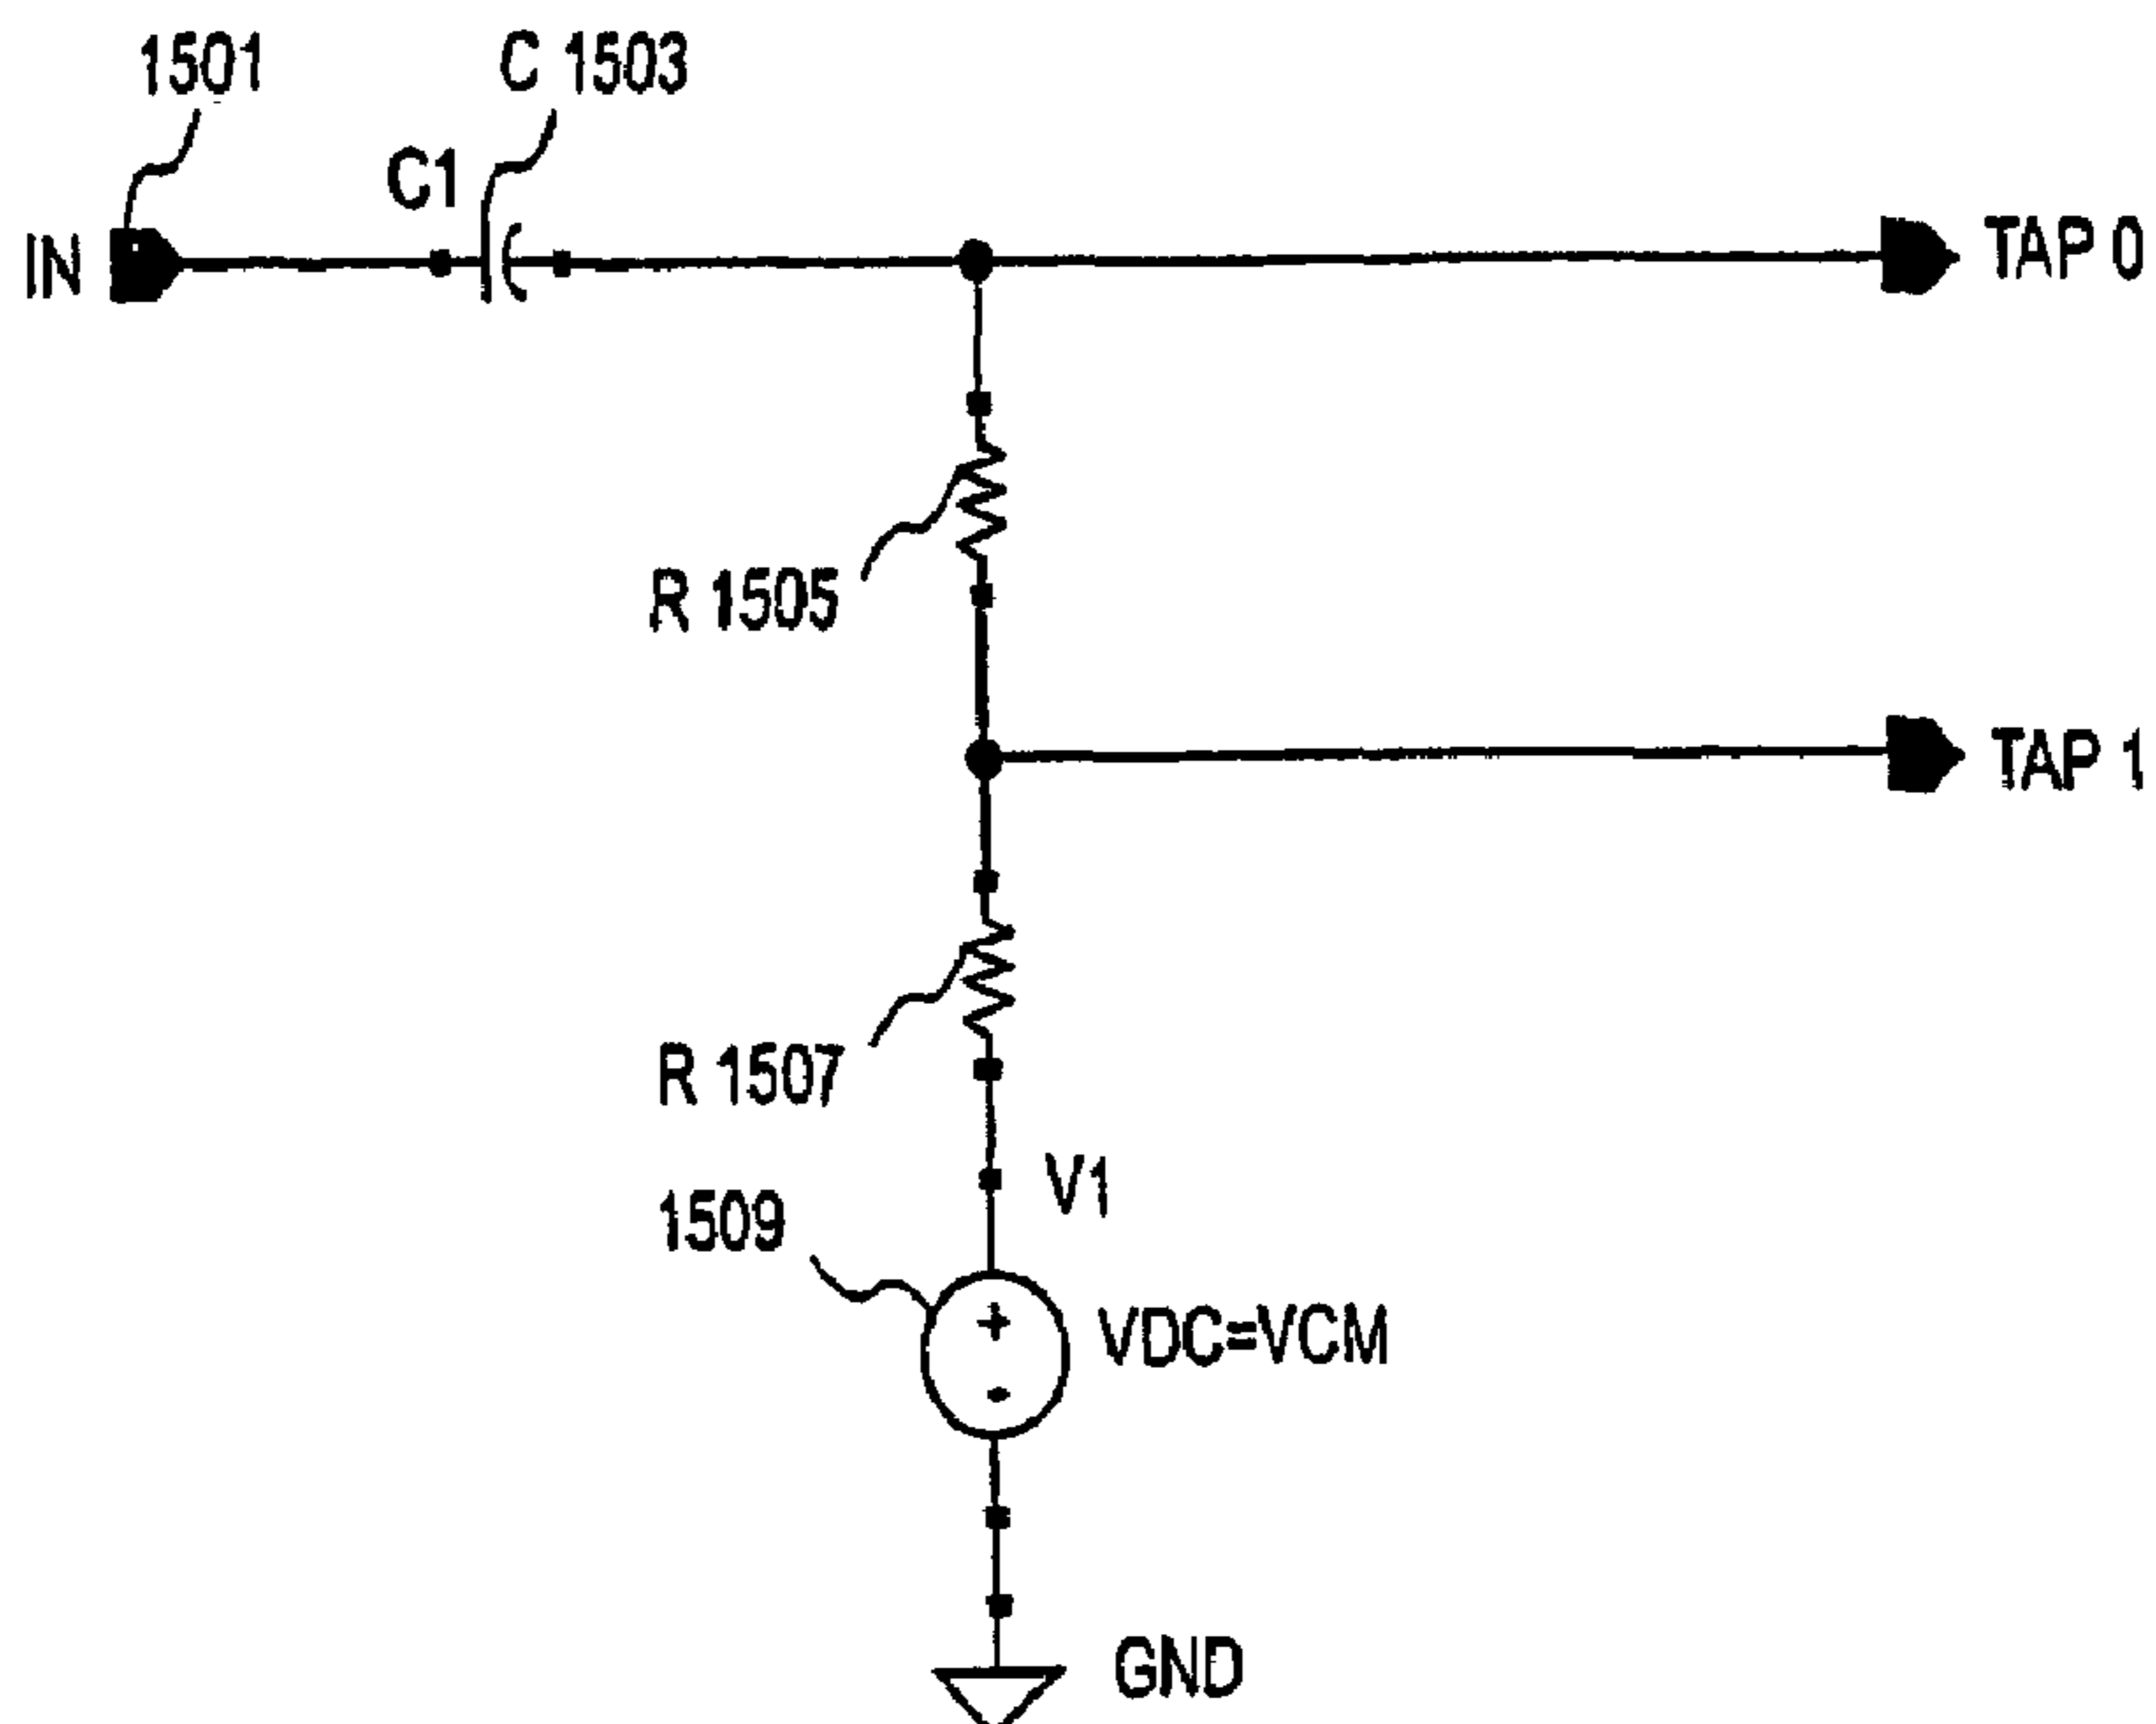 1501
C 1503
C1
IN
TAP 0
R 1505
TAP 1
R 1507
V1
1509
+
-
VDC=VCM
GND